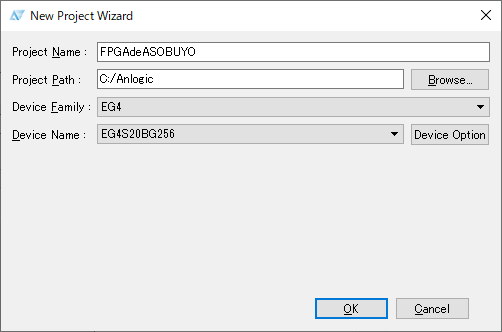 New Project Wizard
Project Name : FPGAdeASOBUYO
Project Path : C:/Anlogic Browse...
Device Family : EG4
Device Name : EG4S20BG256 Device Option
OK Cancel